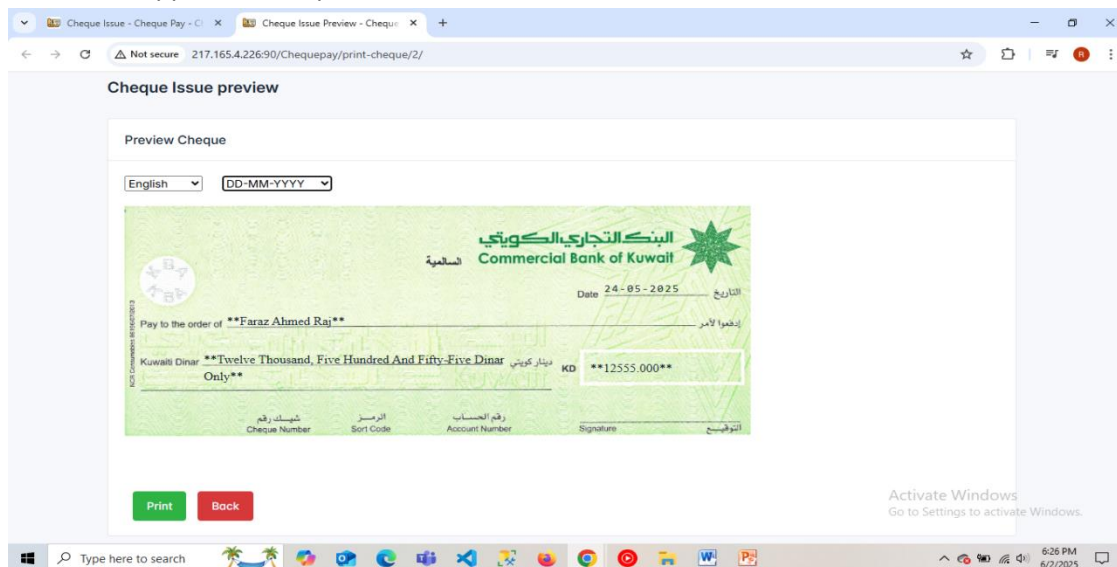 Cheque Issue - Cheque Pay - C
Cheque Issue Preview - Cheque
Not secure 217.165.4.226:90/Chequepay/print-cheque/2/
R
Cheque Issue preview
Preview Cheque
English DD-MM-YYYY
البنك التجاري الكويتي
السالمية Commercial Bank of Kuwait
Date 24-05-2025 التاريخ
Pay to the order of **Faraz Ahmed Raj** إدفعوا لأمر
Kuwaiti Dinar **Twelve Thousand, Five Hundred And Fifty-Five Dinar دينار كويتي KD **12555.000**
Only**
شيك رقم الرمز رقم الحساب
Cheque Number Sort Code Account Number Signature التوقيع
Print Back
Activate Windows
Go to Settings to activate Windows.
Type here to search
6:26 PM
6/2/2025